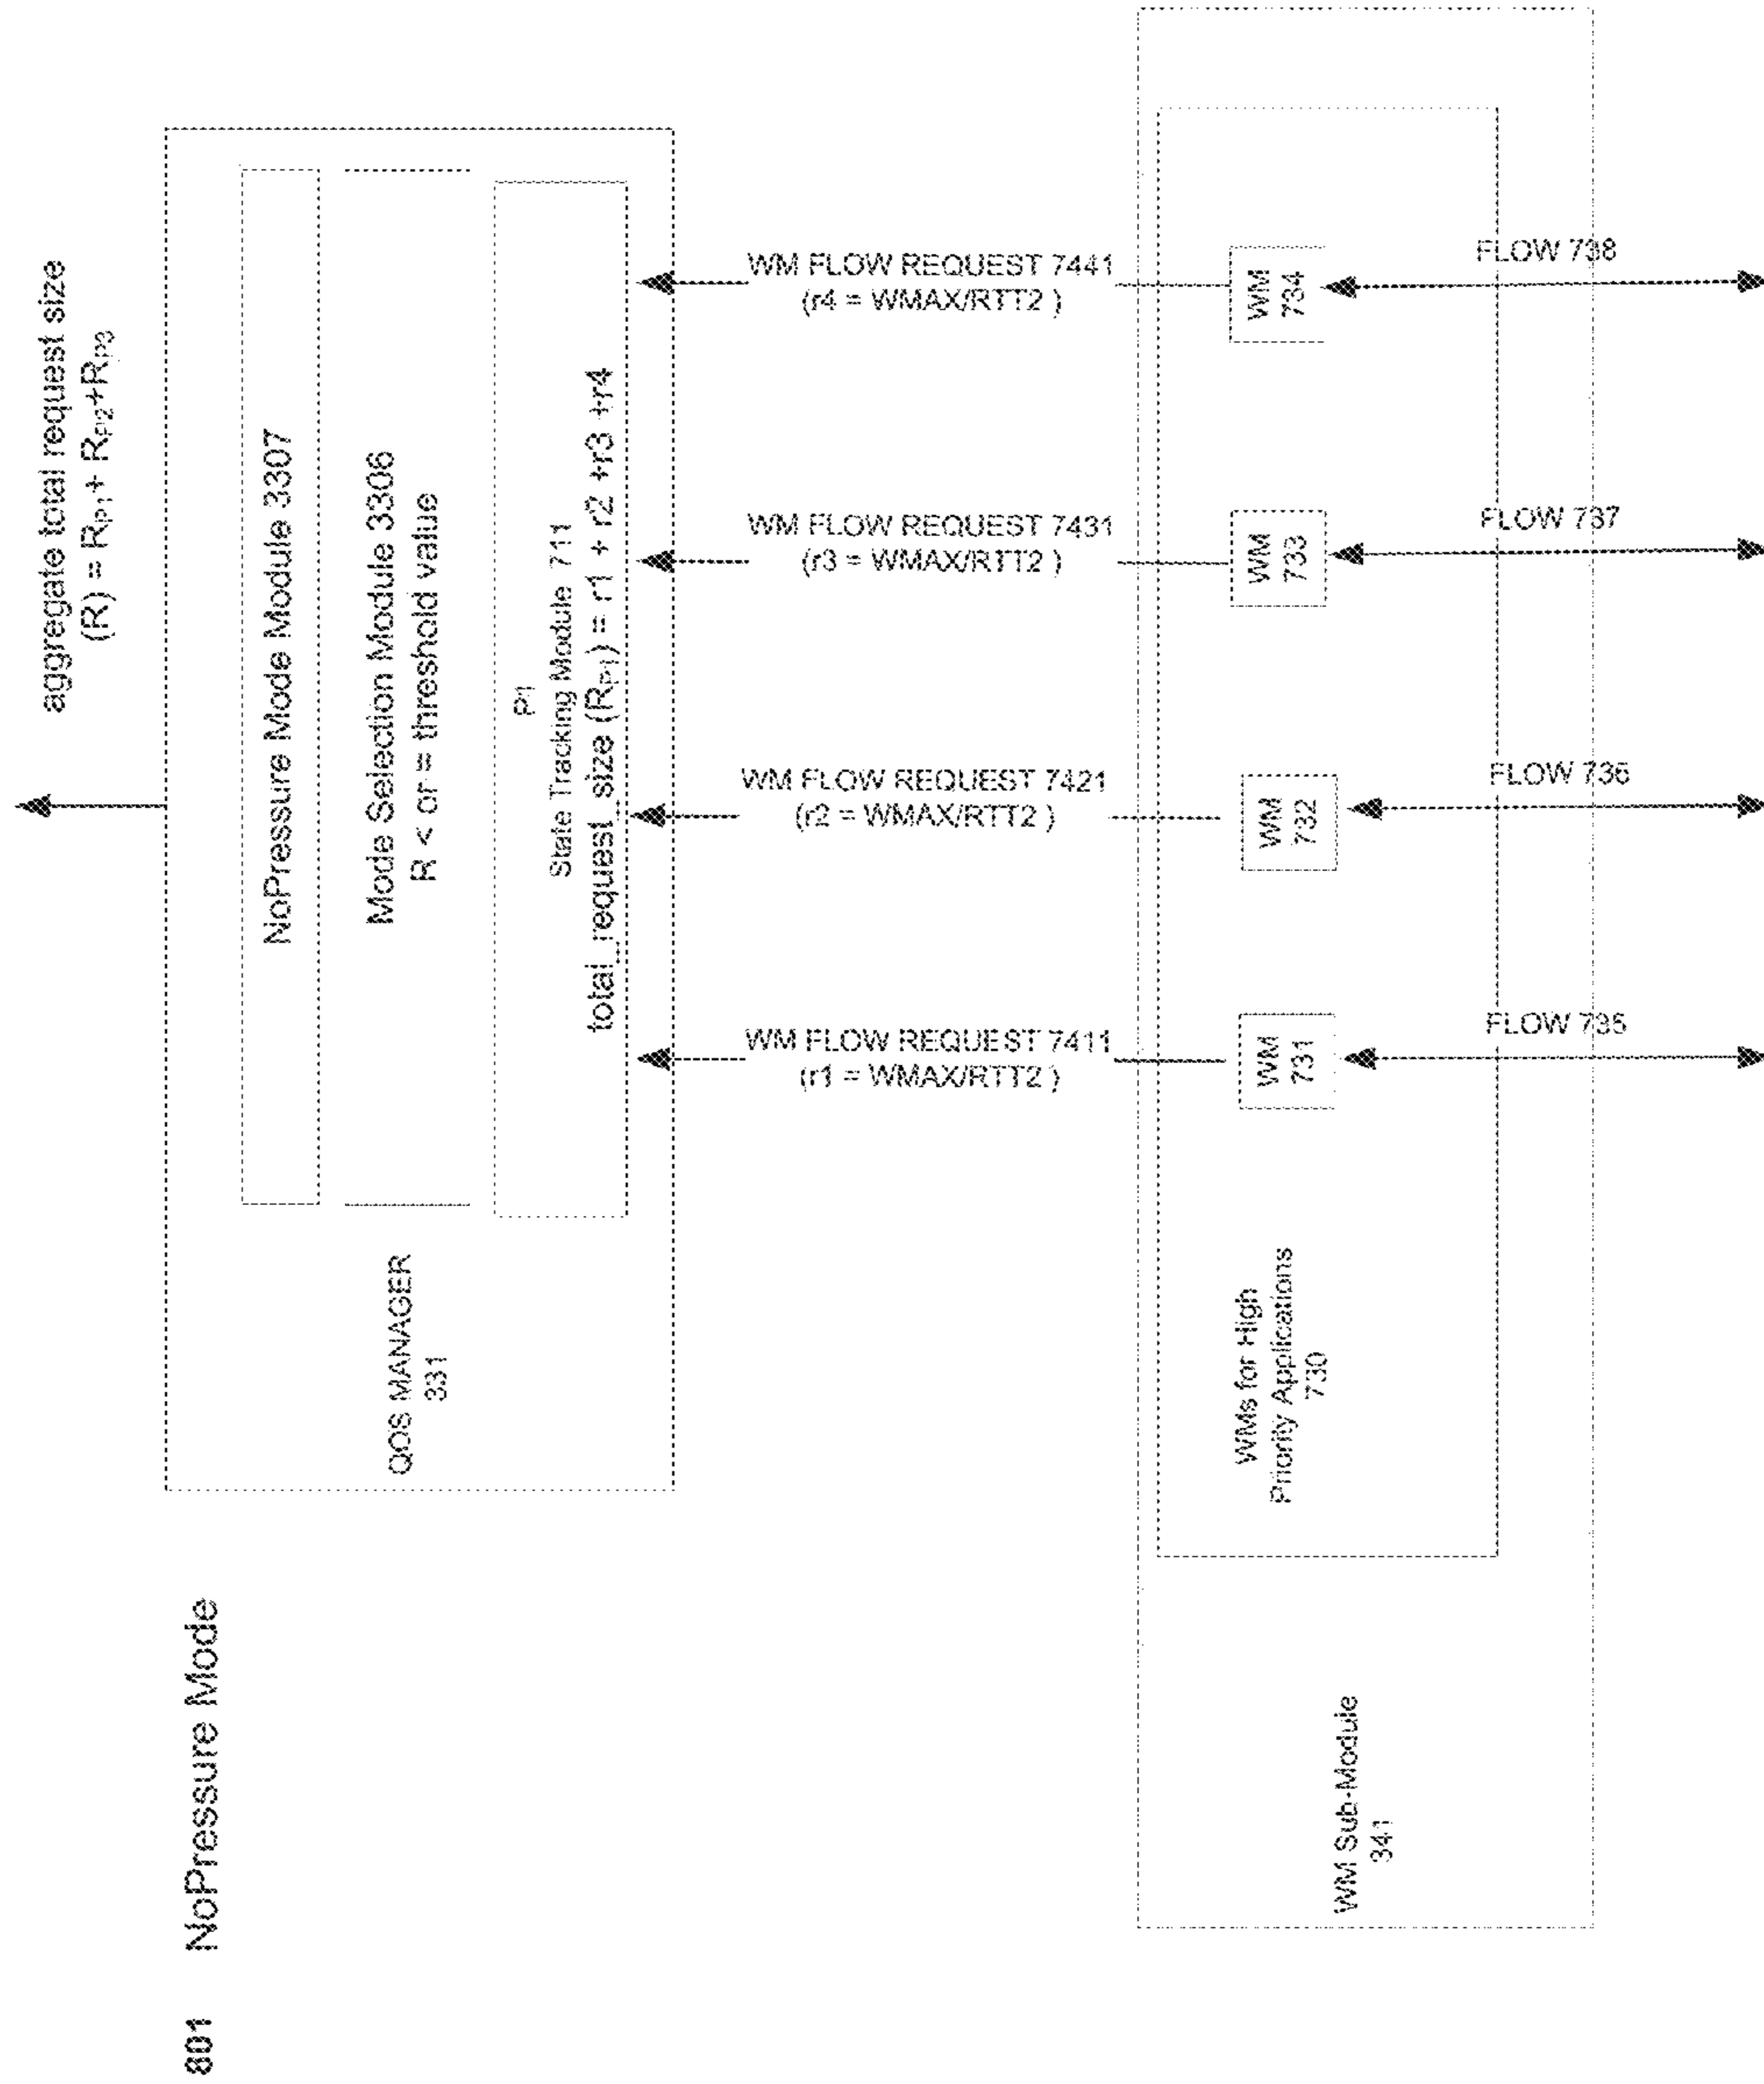 801 NoPressure Mode
aggregate total request size
(R) = RP1+ RP2+RP3
NoPressure Mode Module 3307
Mode Selection Module 3306
R < or = threshold value
P1
State Tracking Module 711
total_request_size (RP1) = r1 + r2 +r3 +r4
QOS MANAGER
331
WM FLOW REQUEST 7411
(r1 = WMAX/RTT2 )
WM FLOW REQUEST 7421
(r2 = WMAX/RTT2 )
WM FLOW REQUEST 7431
(r3 = WMAX/RTT2 )
WM FLOW REQUEST 7441
(r4 = WMAX/RTT2 )
WM
731
WM
732
WM
733
WM
734
WMs for High
Priority Applications
730
WM Sub-Module
341
FLOW 735
FLOW 736
FLOW 737
FLOW 738